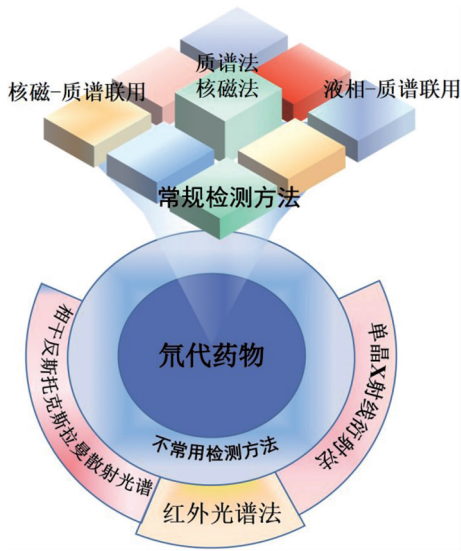 质谱法
核磁法
核磁-质谱联用
液相-质谱联用
常规检测方法
氘代药物
不常用检测方法
相干反斯托克斯拉曼散射光谱
红外光谱法
单晶X射线衍射法